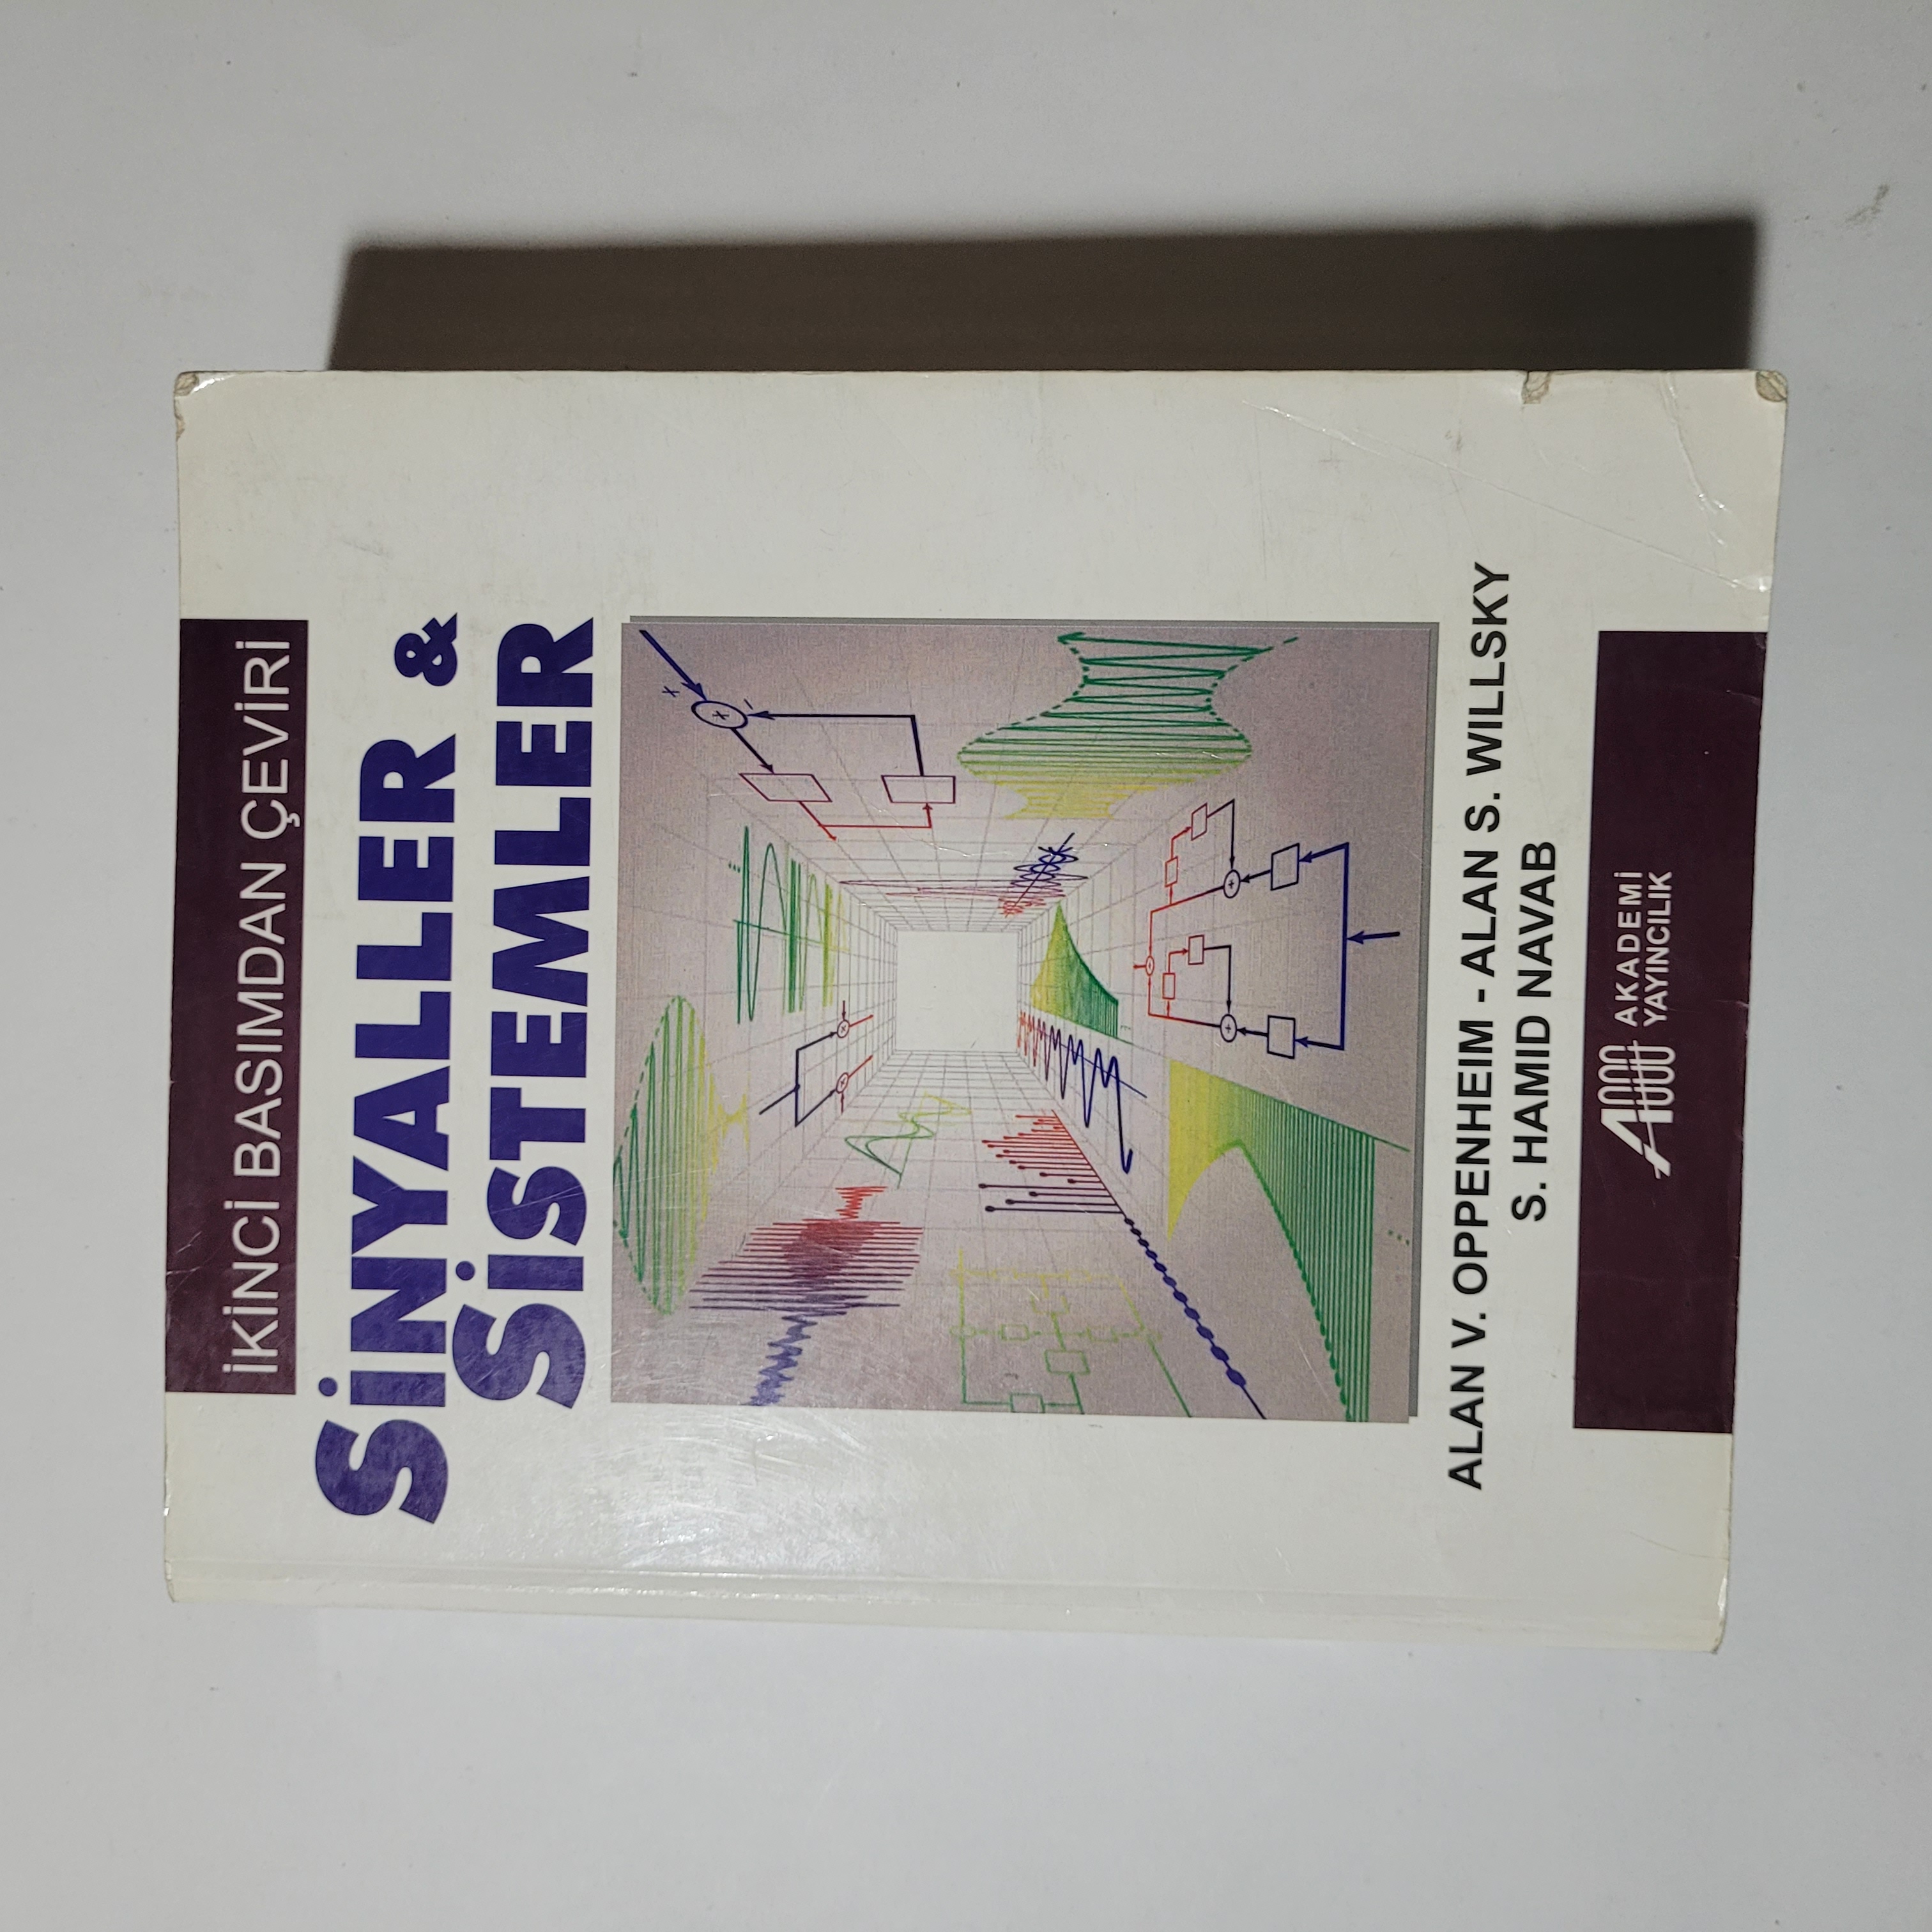 İKİNCİ BASIMDAN ÇEVİRİ
SİNYALLER &
SİSTEMLER
ALAN V. OPPENHEIM - ALAN S. WILLSKY
S. HAMID NAVAB
AKADEMİ
YAYINCILIK